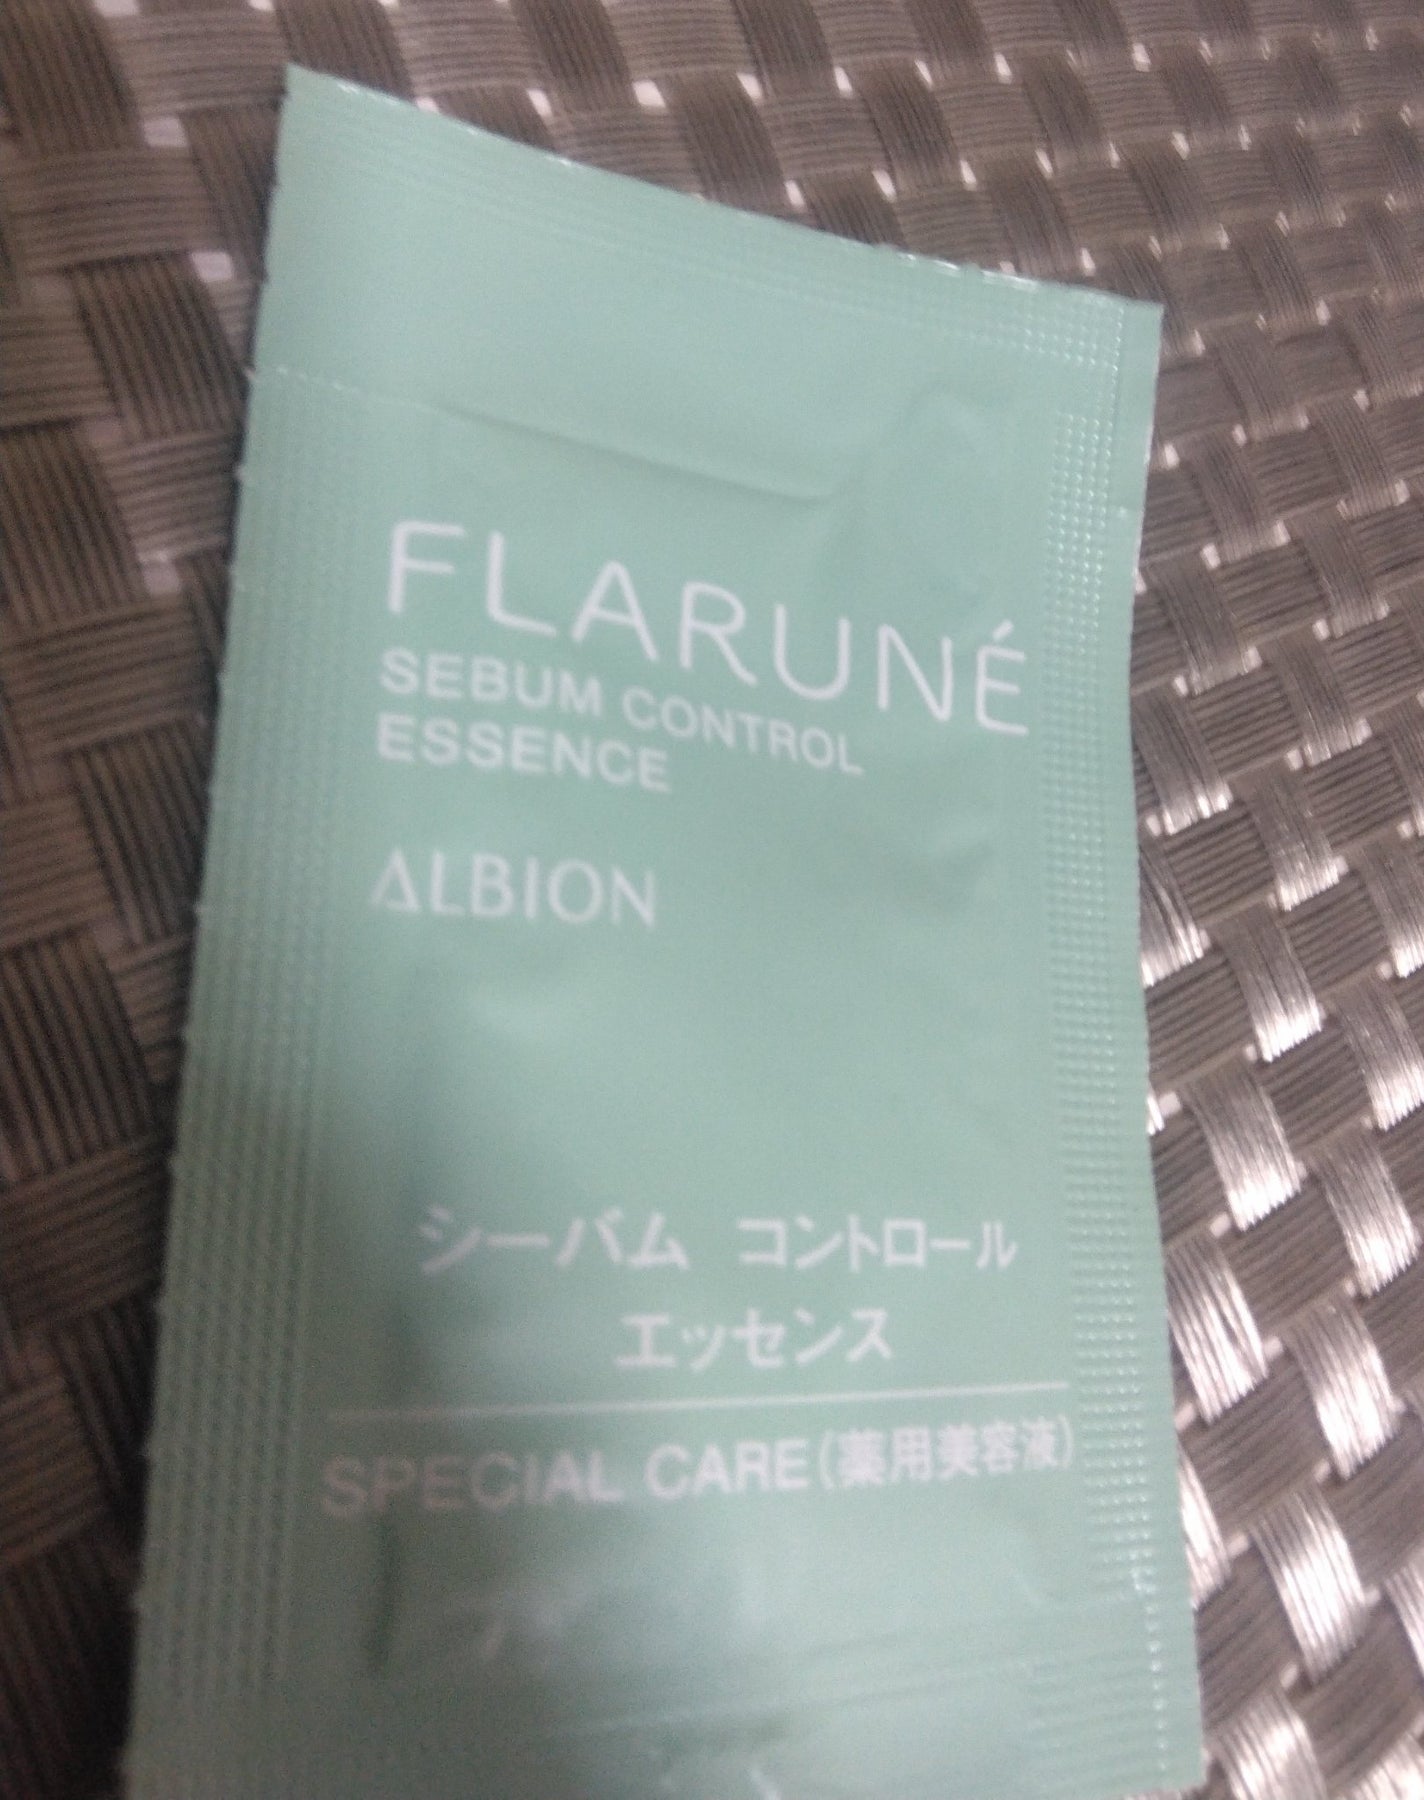 FLARUNÉ
SEBUM CONTROL
ESSENCE
ALBION
シーバム コントロール
エッセンス
SPECIAL CARE(薬用美容液)